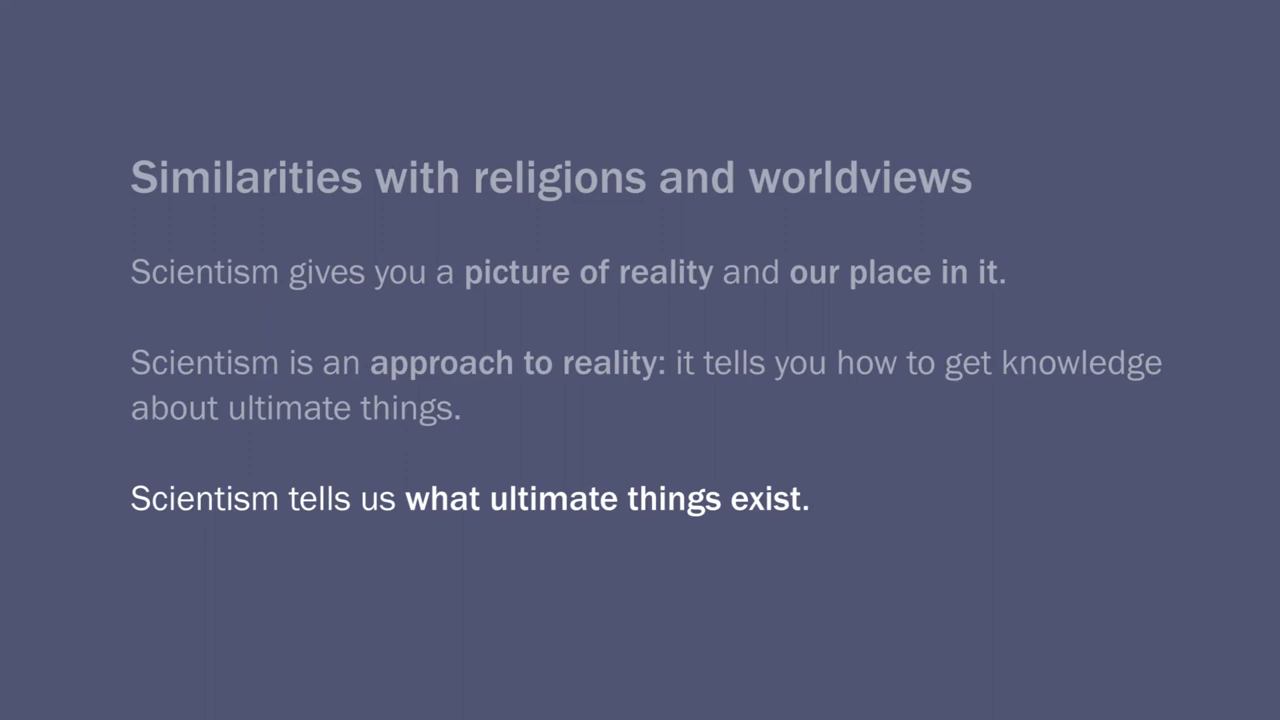 Similarities with religions and worldviews
Scientism gives you a picture of reality and our place in it.
Scientism is an approach to reality: it tells you how to get knowledge
about ultimate things.
Scientism tells us what ultimate things exist.